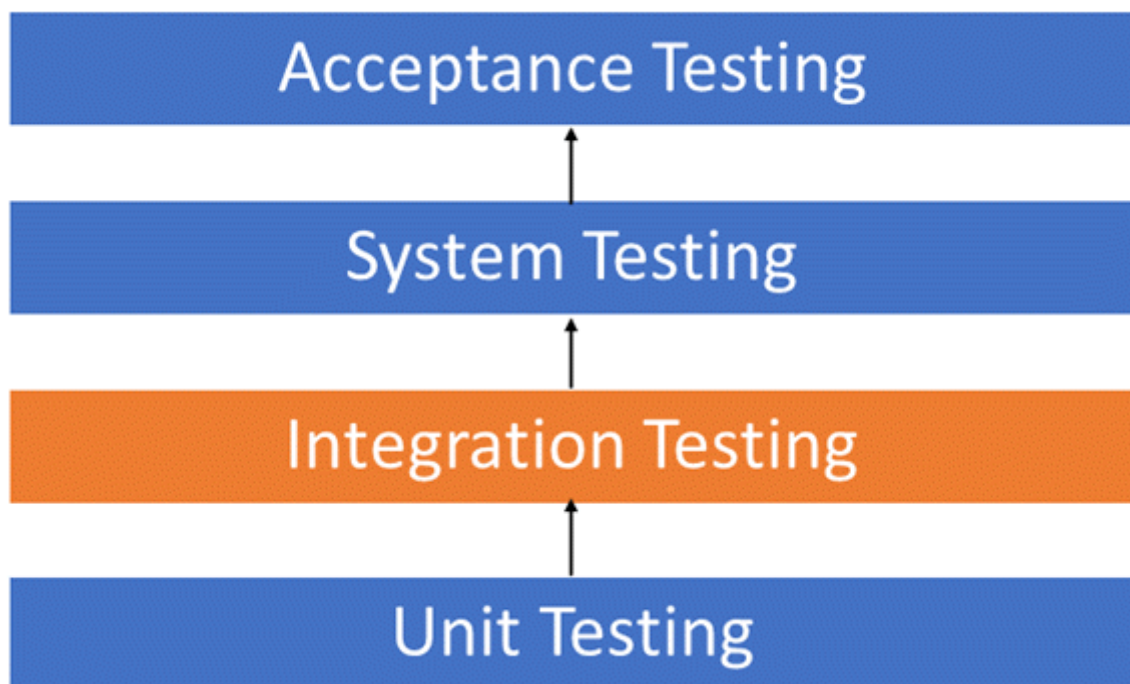 Acceptance Testing
System Testing
Integration Testing
Unit Testing